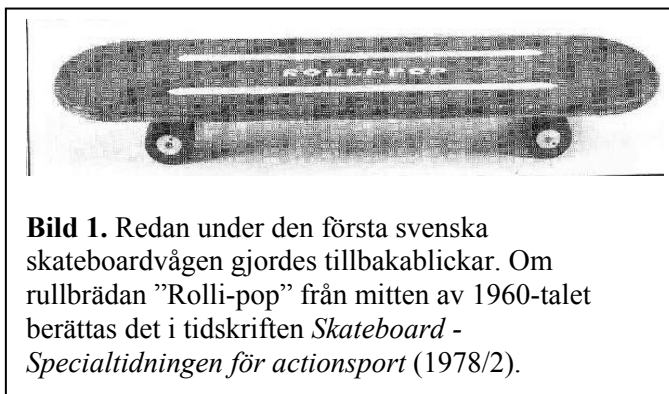 ROLLI-POP
Bild 1. Redan under den första svenska
skateboardvågen gjordes tillbakablickar. Om
rullbrädan ”Rolli-pop” från mitten av 1960-talet
berättas det i tidskriften Skateboard -
Specialtidningen för actionsport (1978/2).